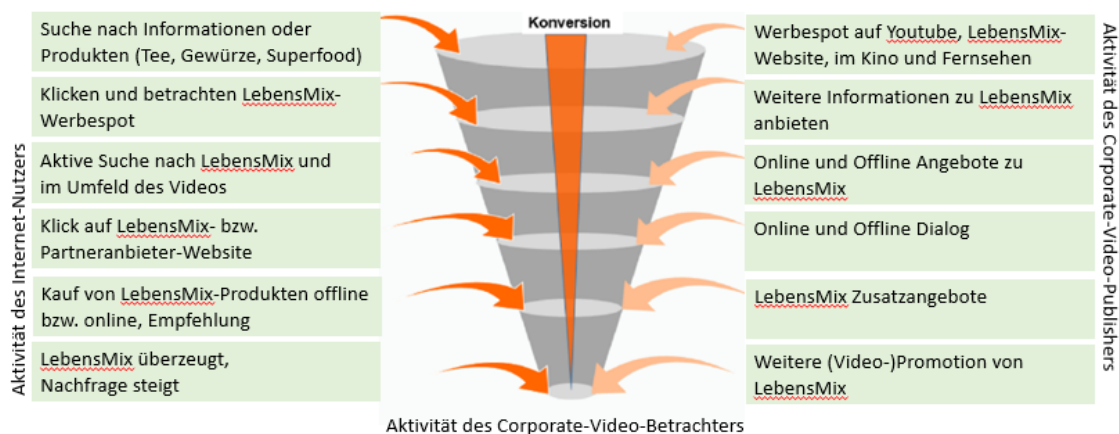 Konversion
Aktivität des Internet-Nutzers
Suche nach Informationen oder
Produkten (Tee, Gewürze, Superfood)
Klicken und betrachten LebensMix-
Werbespot
Aktive Suche nach LebensMix und
im Umfeld des Videos
Klick auf LebensMix- bzw.
Partneranbieter-Website
Kauf von LebensMix-Produkten offline
bzw. online, Empfehlung
LebensMix überzeugt,
Nachfrage steigt
Werbespot auf Youtube, LebensMix-
Website, im Kino und Fernsehen
Weitere Informationen zu LebensMix
anbieten
Online und Offline Angebote zu
LebensMix
Online und Offline Dialog
LebensMix Zusatzangebote
Weitere (Video-)Promotion von
LebensMix
Aktivität des Corporate-Video-Publishers
Aktivität des Corporate-Video-Betrachters